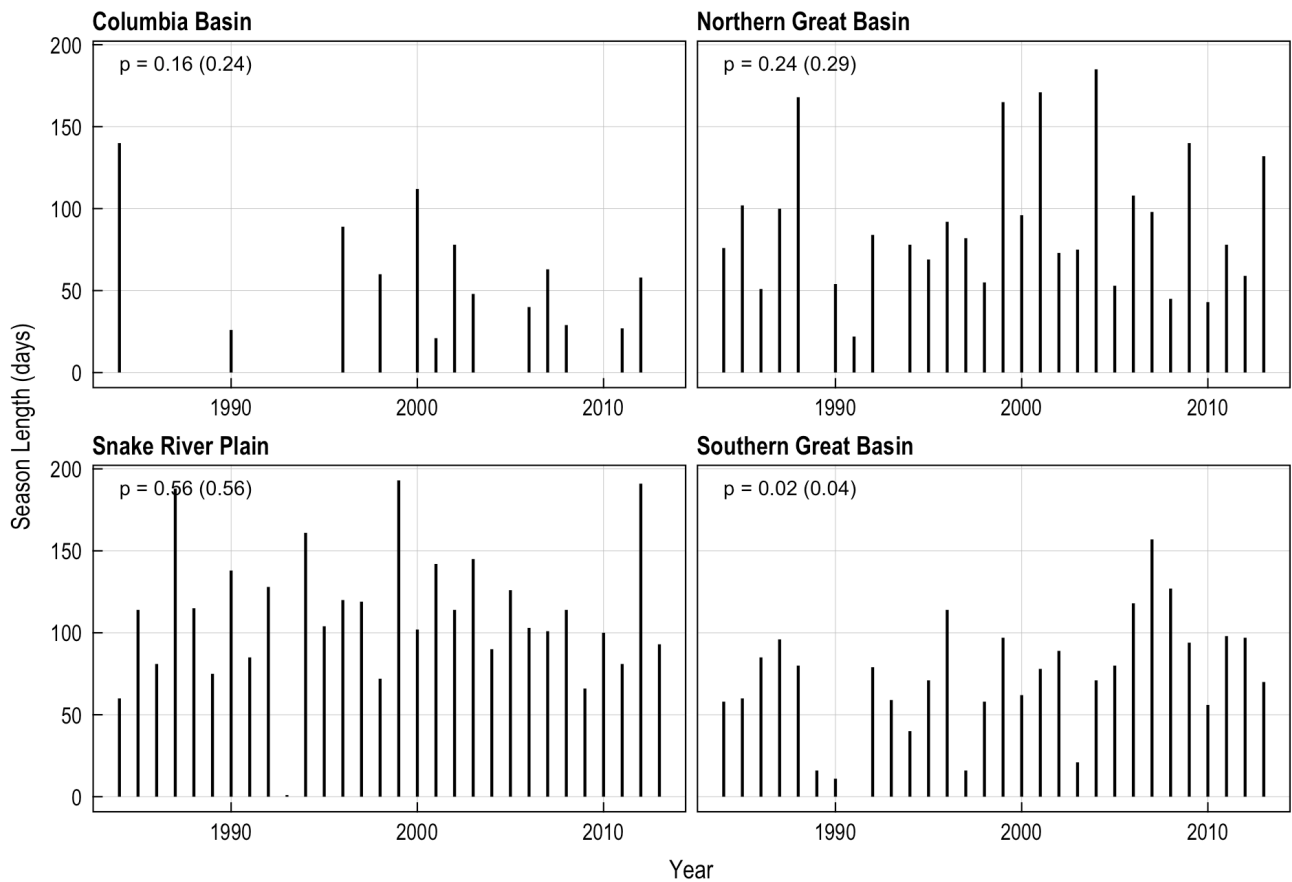 Columbia Basin
Northern Great Basin
200
150
100
50
0
p = 0.16 (0.24)
p = 0.24 (0.29)
1990
2000
2010
1990
2000
2010
Season Length (days)
Snake River Plain
Southern Great Basin
200
150
100
50
0
p = 0.56 (0.56)
p = 0.02 (0.04)
1990
2000
2010
1990
2000
2010
Year